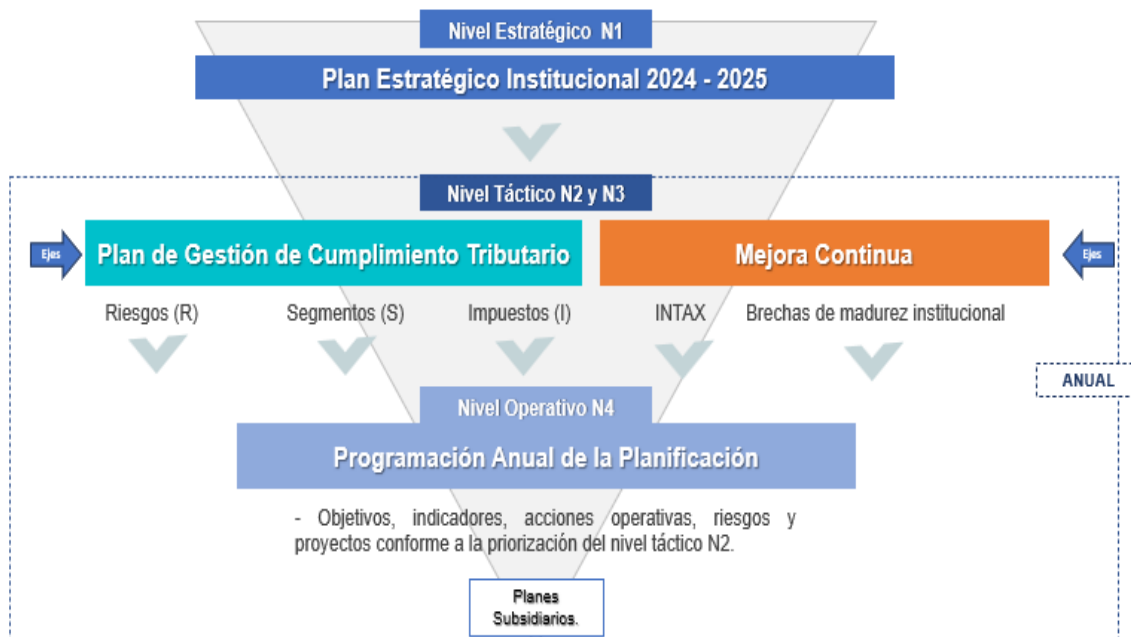 Nivel Estratégico N1
Plan Estratégico Institucional 2024 - 2025
Nivel Táctico N2 y N3
Ejes
Plan de Gestión de Cumplimiento Tributario
Mejora Continua
Ejes
Riesgos (R)
Segmentos (S)
Impuestos (I)
INTAX
Brechas de madurez institucional
ANUAL
Nivel Operativo N4
Programación Anual de la Planificación
- Objetivos, indicadores, acciones operativas, riesgos y
proyectos conforme a la priorización del nivel táctico N2.
Planes
Subsidiarios.